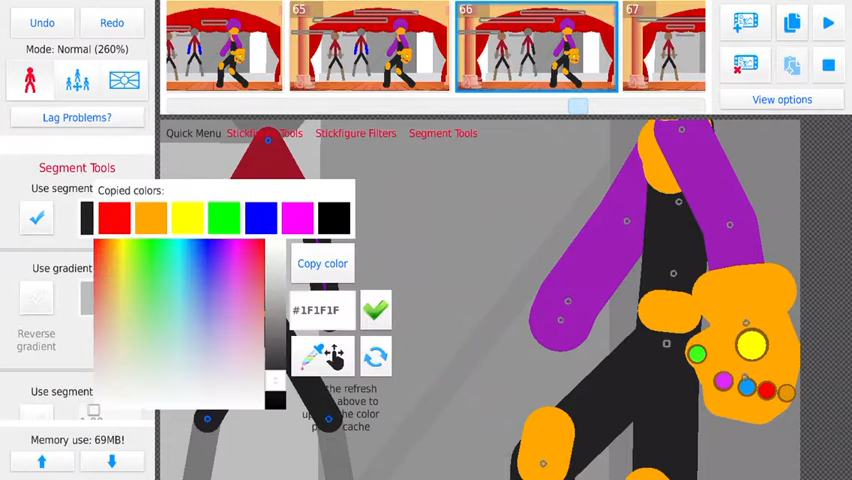 Undo
Redo
Mode: Normal (260%)
Lag Problems?
65
66
67
View options
Quick Menu
Tools
Stickfigure Filters
Segment Tools
Segment Tools
Use segment
Copied colors:
Use gradient
Copy color
#1F1F1F
Reverse
gradient
the refresh
above to
the color
cache
Use segment
Memory use: 69MB!